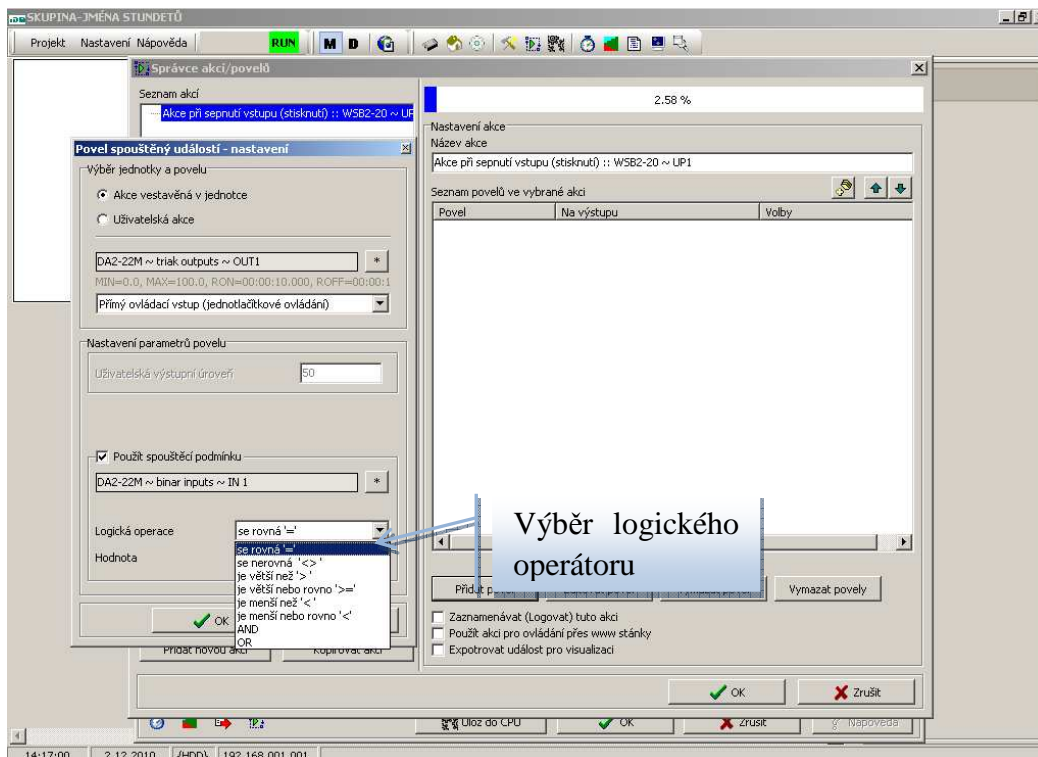 SKUPINA-JMÉNA STUNDETŮ
Projekt Nastavení Nápověda RUN M D
Správce akcí/povelů
Seznam akcí
Akce při sepnutí vstupu (stisknutí) :: WSB2-20 ~ UP
2.58 %
Nastavení akce
Název akce
Akce při sepnutí vstupu (stisknutí) :: WSB2-20 ~ UP1
Seznam povelů ve vybrané akci
Povel Na výstupu Volby
Povel spouštěný událostí - nastavení
Výběr jednotky a povelu
Akce vestavěná v jednotce
Uživatelská akce
DA2-22M ~ triak outputs ~ OUT1 *
MIN=0.0, MAX=100.0, RON=00:00:10.000, ROFF=00:00:1
Přímý ovládací vstup (jednotlačítkové ovládání)
Nastavení parametrů povelu
Uživatelská výstupní úroveň 50
Použít spouštěcí podmínku
DA2-22M ~ binar inputs ~ IN 1 *
Logická operace se rovná '='
Hodnota
se rovná '='
se nerovná '<>'
je větší než '>'
je větší nebo rovno '>='
je menší než '<'
je menší nebo rovno '<'
AND
OR
OK
Výběr logického
operátoru
Přidat Vymazat povely
Zaznamenávat (Logovat) tuto akci
Použít akci pro ovládání přes www stánky
Expotrovat událost pro visualizaci
Přidat novou akci Kopírovat akci
OK Zrušit
Ulož do CPU OK Zrušit Nápověda
14:17:00 2.12.2010 {HDD} 192.168.001.001